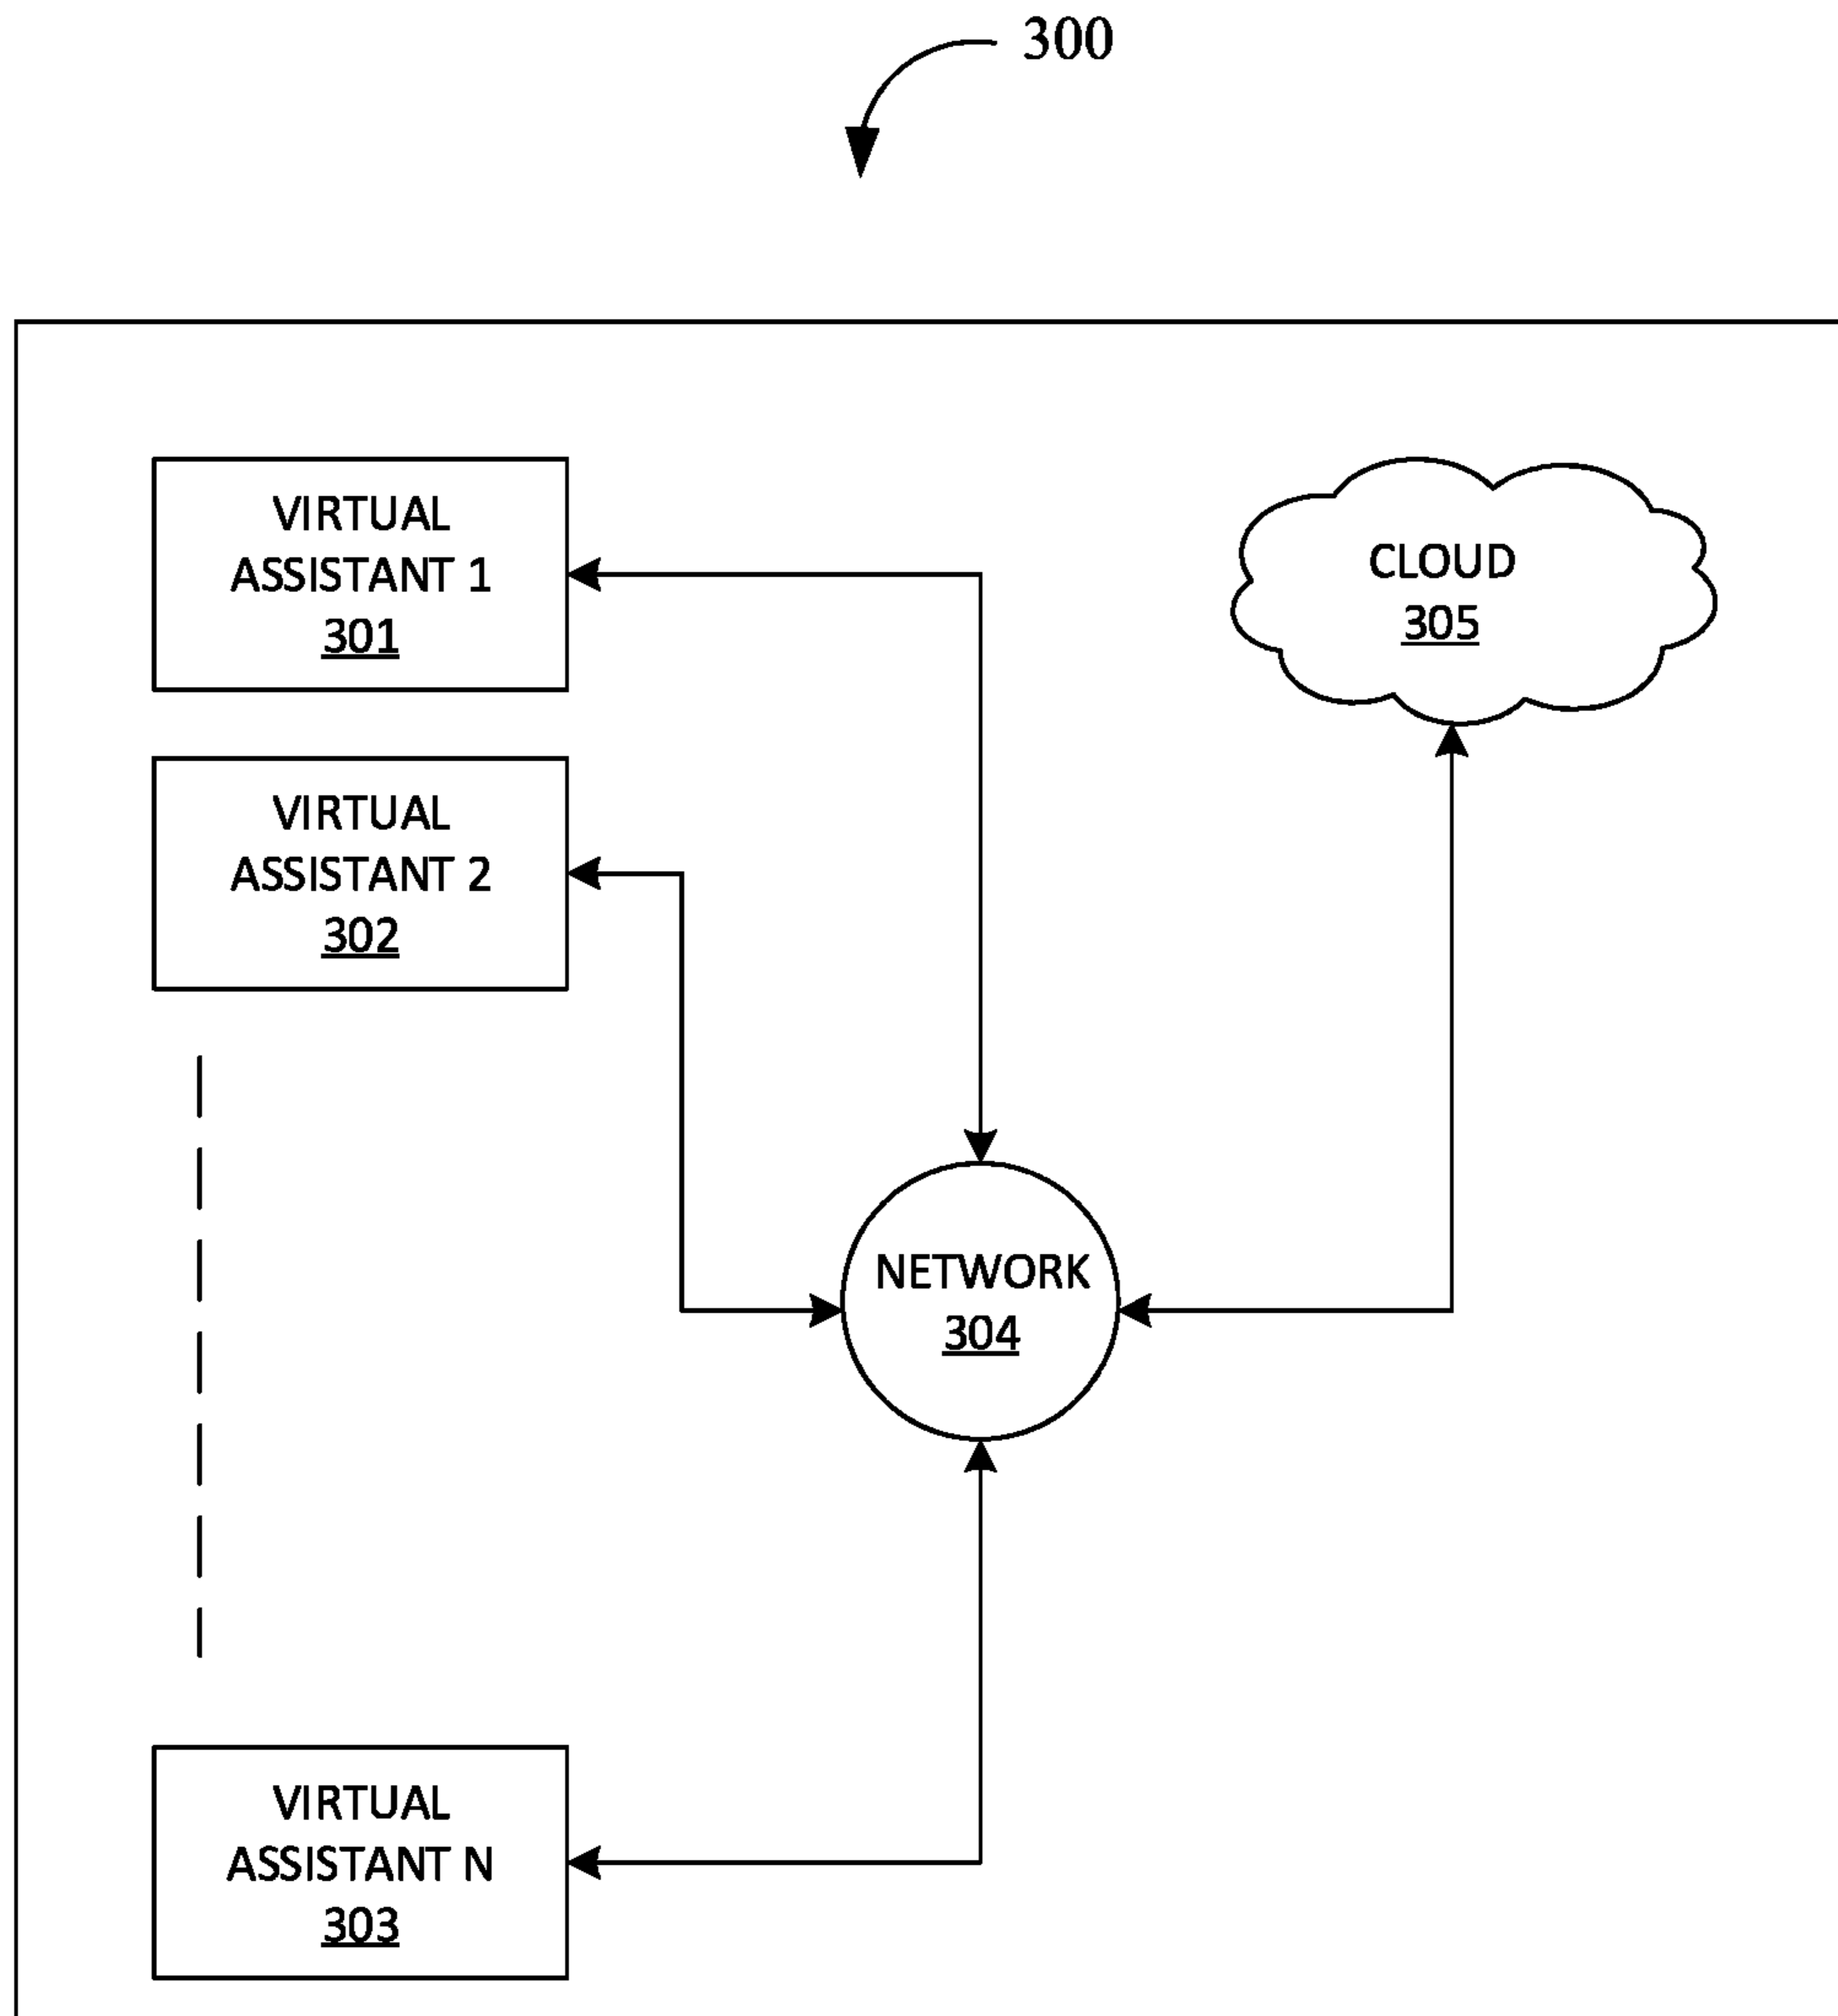 300
VIRTUAL
ASSISTANT 1
301
CLOUD
305
VIRTUAL
ASSISTANT 2
302
NETWORK
304
VIRTUAL
ASSISTANT N
303